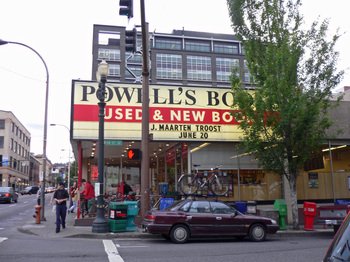 POWELL'S BO
USED & NEW BO
J. MAARTEN TROOST
JUNE 20